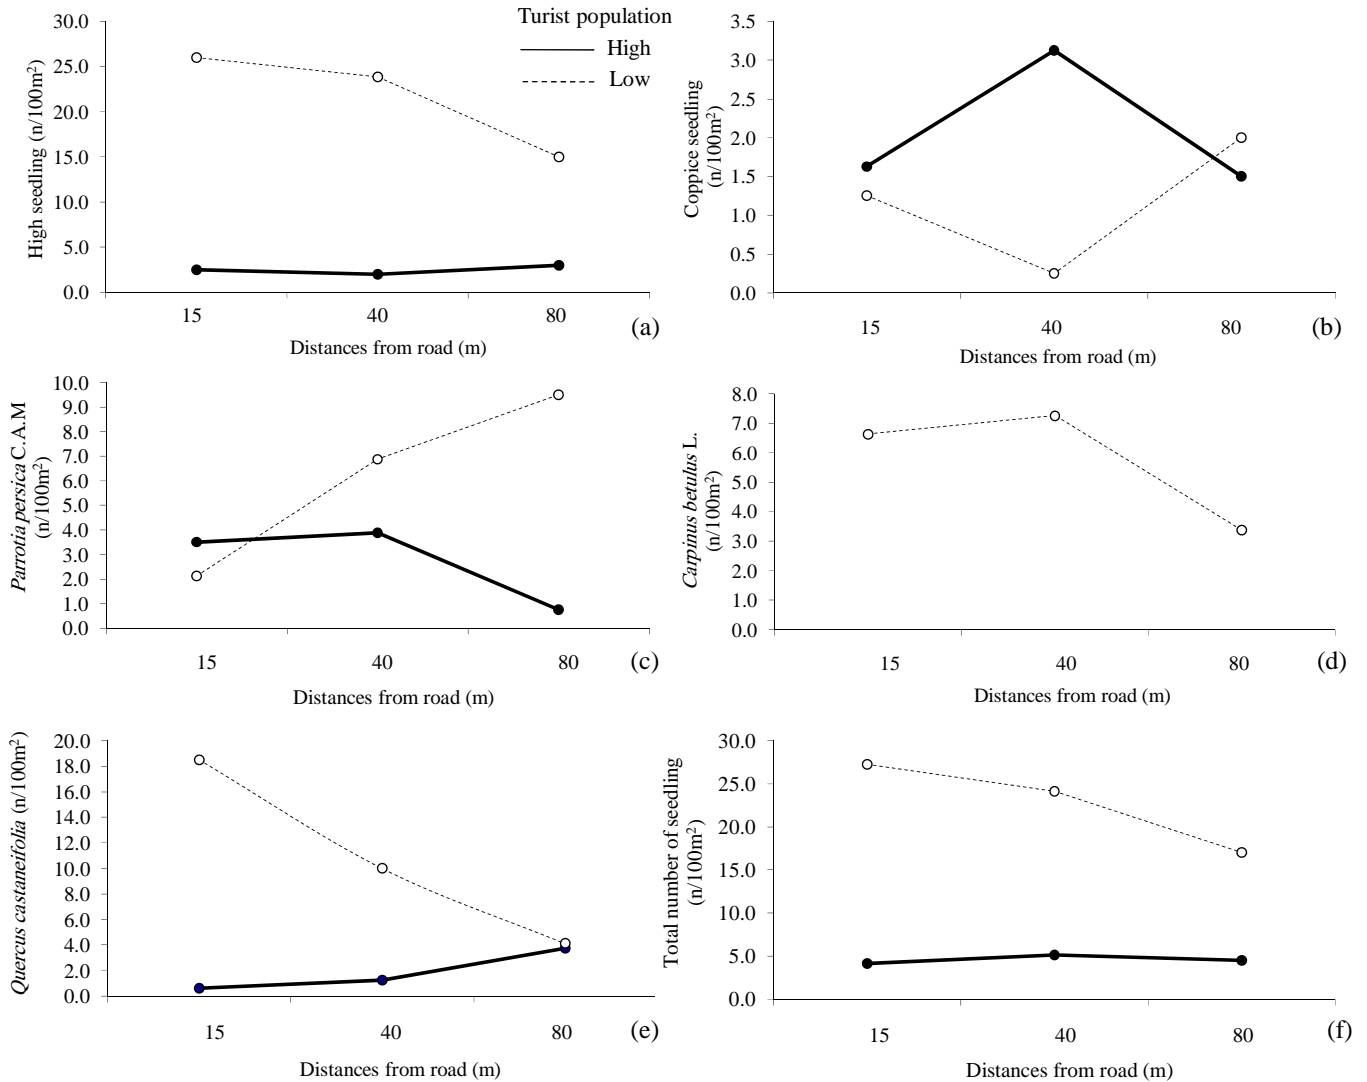 Turist population
High
Low
High seedling (n/100m²)
30.0
25.0
20.0
15.0
10.0
5.0
0.0
15
40
80
(a)
Distances from road (m)
Coppice seedling
(n/100m²)
3.5
3.0
2.5
2.0
1.5
1.0
0.5
0.0
15
40
80
(b)
Distances from road (m)
Parrotia persica C.A.M
(n/100m²)
10.0
9.0
8.0
7.0
6.0
5.0
4.0
3.0
2.0
1.0
0.0
15
40
80
(c)
Distances from road (m)
Carpinus betulus L.
(n/100m²)
8.0
7.0
6.0
5.0
4.0
3.0
2.0
1.0
0.0
15
40
80
(d)
Distances from road (m)
Quercus castaneifolia (n/100m²)
20.0
18.0
16.0
14.0
12.0
10.0
8.0
6.0
4.0
2.0
0.0
15
40
80
(e)
Distances from road (m)
Total number of seedling
(n/100m²)
30.0
25.0
20.0
15.0
10.0
5.0
0.0
15
40
80
(f)
Distances from road (m)